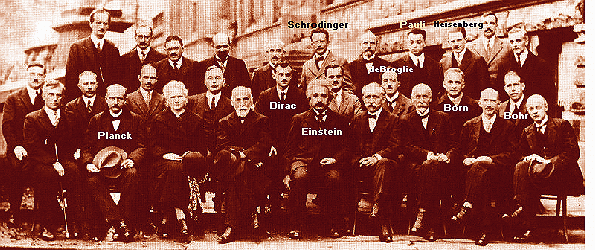 Schrodinger
Pauli
Heisenberg
deBroglie
Dirac
Born
Bohr
Planck
Einstein